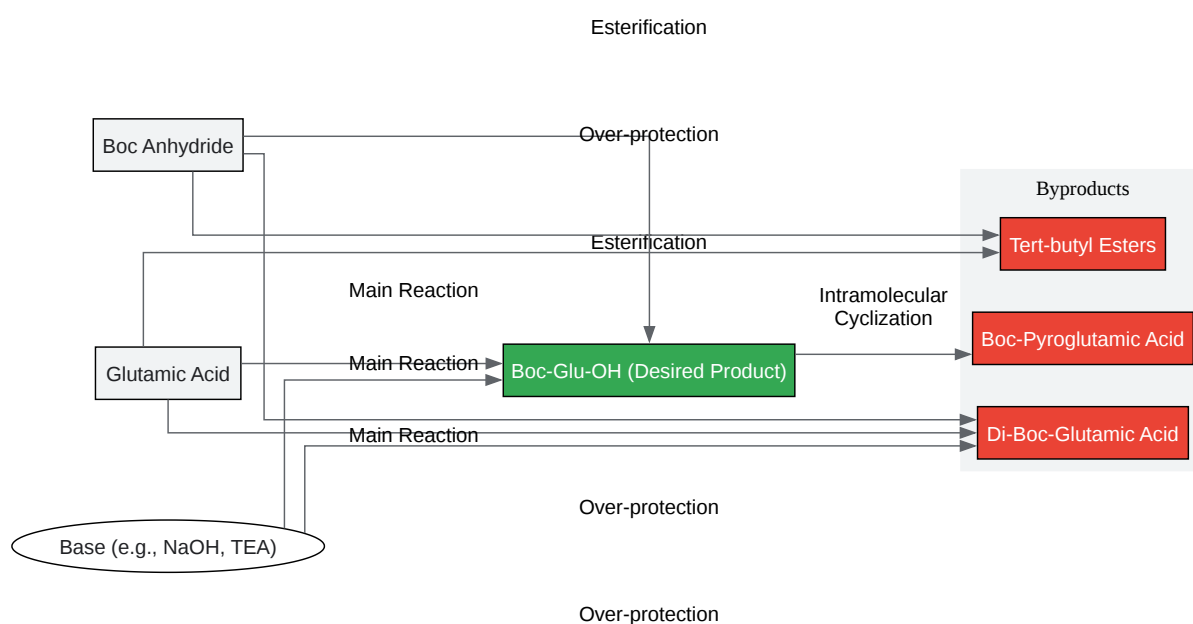 Esterification
Boc Anhydride
Over-protection
Byproducts
Tert-butyl Esters
Esterification
Main Reaction
Intramolecular
Cyclization
Boc-Pyroglutamic Acid
Glutamic Acid
Main Reaction
Boc-Glu-OH (Desired Product)
Main Reaction
Di-Boc-Glutamic Acid
Over-protection
Base (e.g., NaOH, TEA)
Over-protection